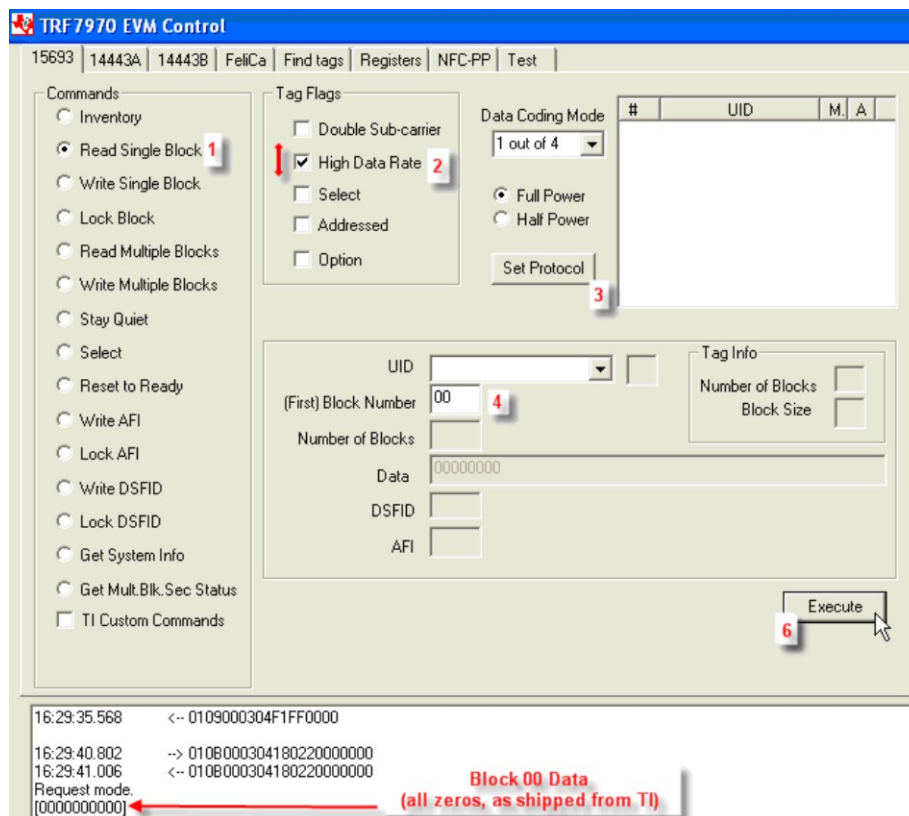 TRF7970 EVM Control
15693 14443A 14443B FeliCa Find tags Registers NFC-PP Test
Commands
Inventory
Read Single Block 1
Write Single Block
Lock Block
Read Multiple Blocks
Write Multiple Blocks
Stay Quiet
Select
Reset to Ready
Write AFI
Lock AFI
Write DSFID
Lock DSFID
Get System Info
Get Mult.Blk.Sec Status
TI Custom Commands
Tag Flags
Double Sub-carrier
High Data Rate 2
Select
Addressed
Option
Data Coding Mode
1 out of 4
Full Power
Half Power
Set Protocol
3
# UID M. A
UID
(First) Block Number 00 4
Number of Blocks
Data 00000000
DSFID
AFI
Tag Info
Number of Blocks
Block Size
Execute
6
16:29:35.568 <-- 0109000304F1FF0000
16:29:40.802 --> 010B000304180220000000
16:29:41.006 <-- 010B000304180220000000
Request mode.
[0000000000]
Block 00 Data
(all zeros, as shipped from TI)